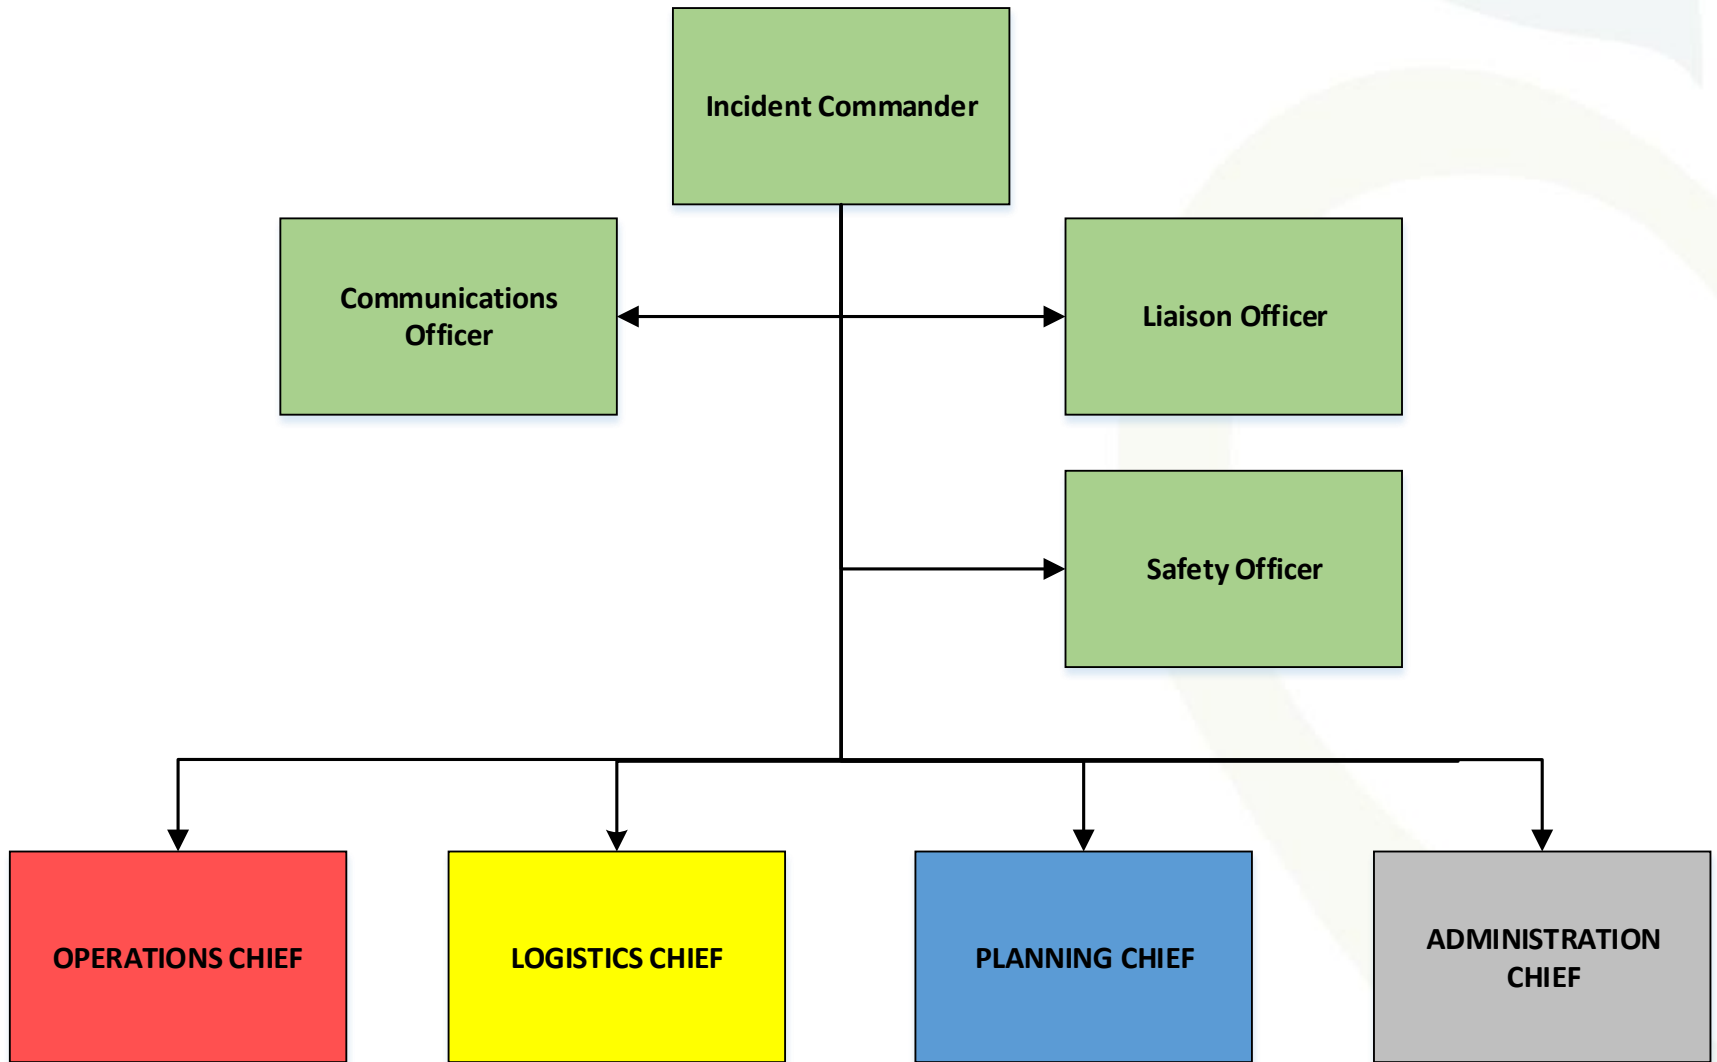 Incident Commander
Communications
Officer
Liaison Officer
Safety Officer
OPERATIONS CHIEF
LOGISTICS CHIEF
PLANNING CHIEF
ADMINISTRATION
CHIEF